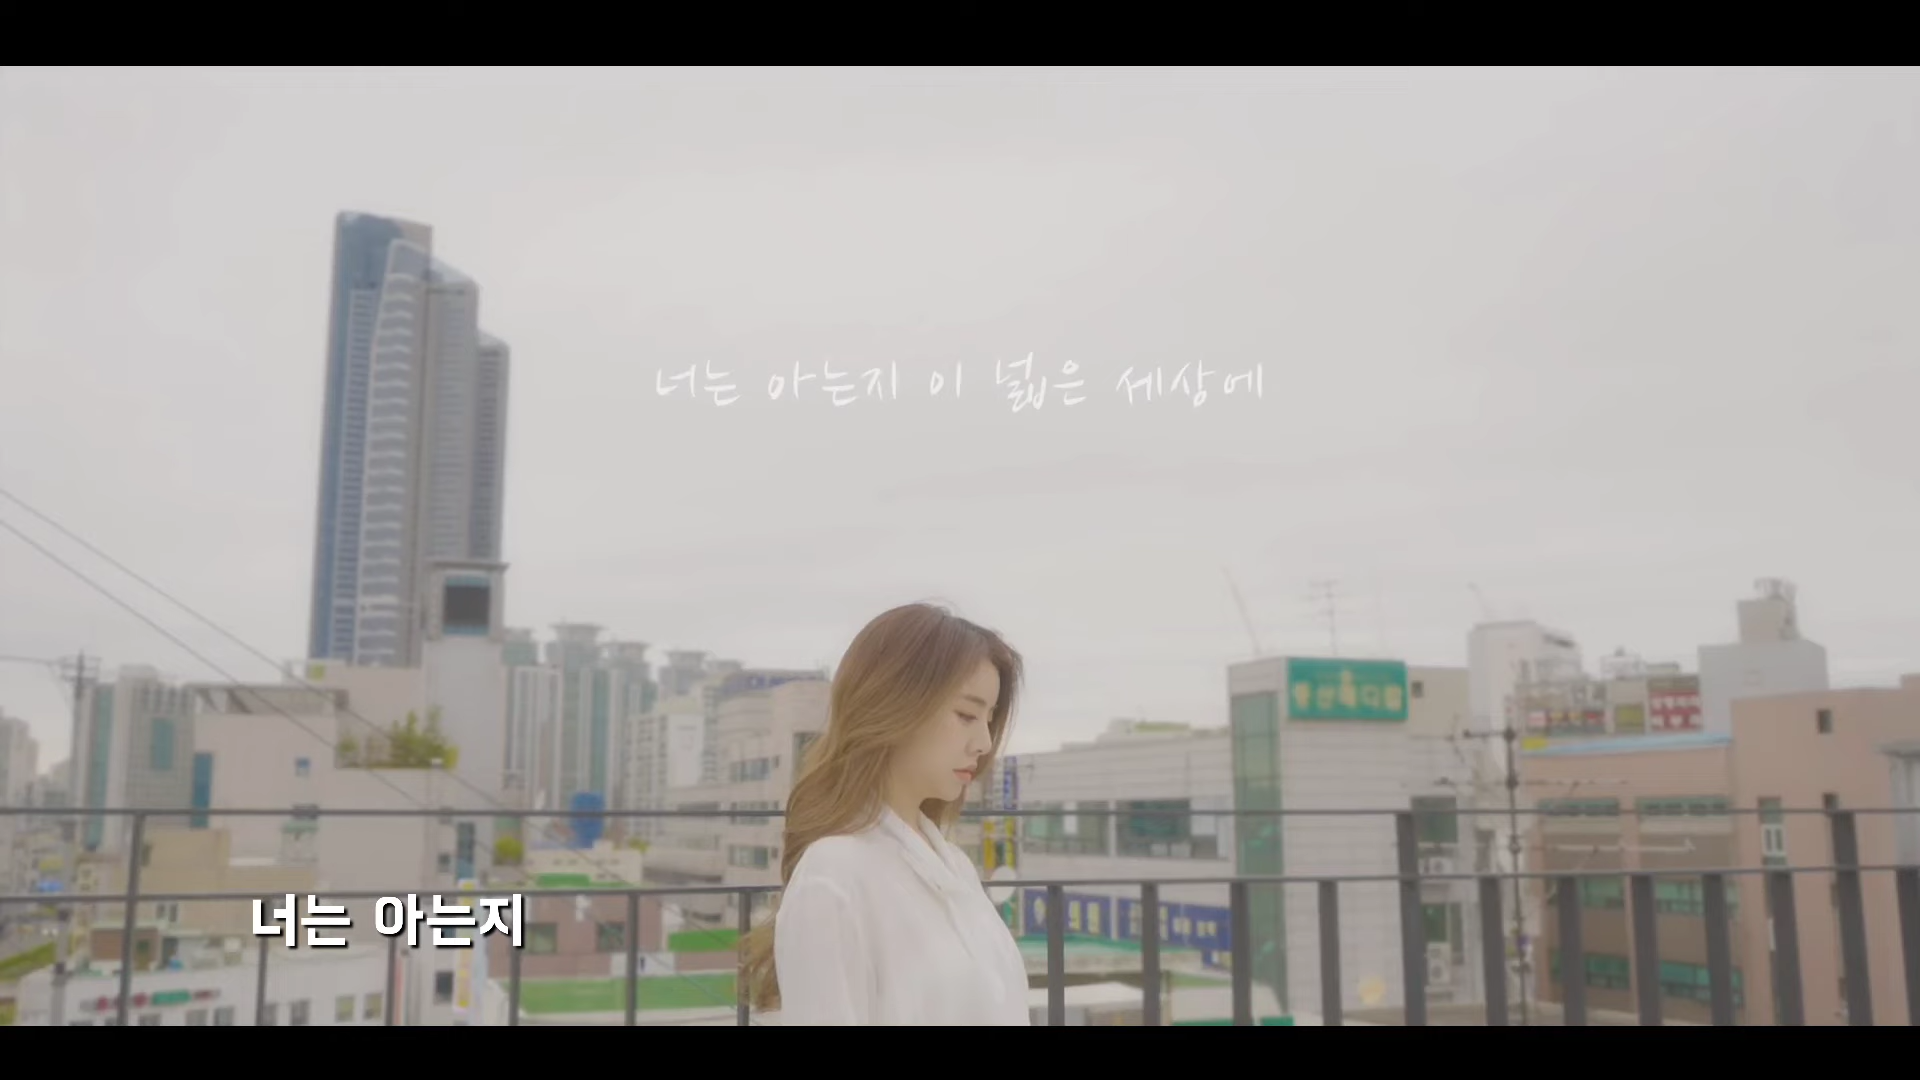 너는 아는지 이 넓은 세상에
너는 아는지